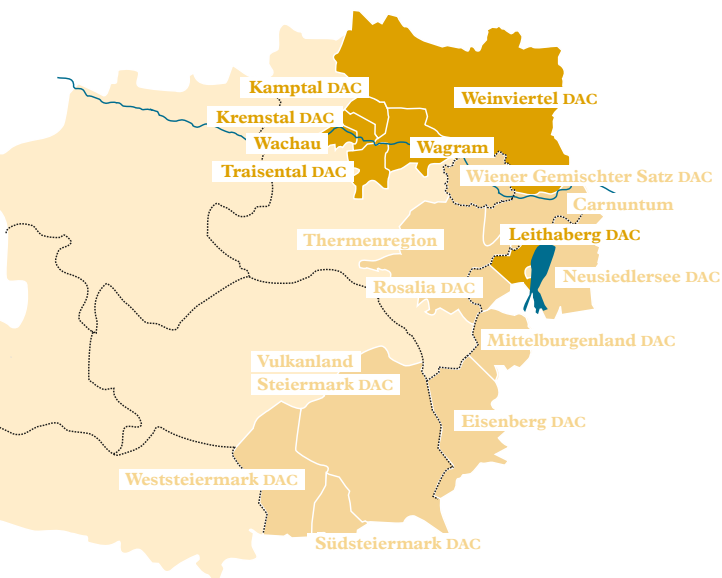 Kamptal DAC
Weinviertel DAC
Kremstal DAC
Wachau
Wagram
Traisental DAC
Wiener Gemischter Satz DAC
Carnuntum
Thermenregion
Leithaberg DAC
Rosalia DAC
Neusiedlersee DAC
Mittelburgenland DAC
Vulkanland
Steiermark DAC
Eisenberg DAC
Weststeiermark DAC
Südsteiermark DAC